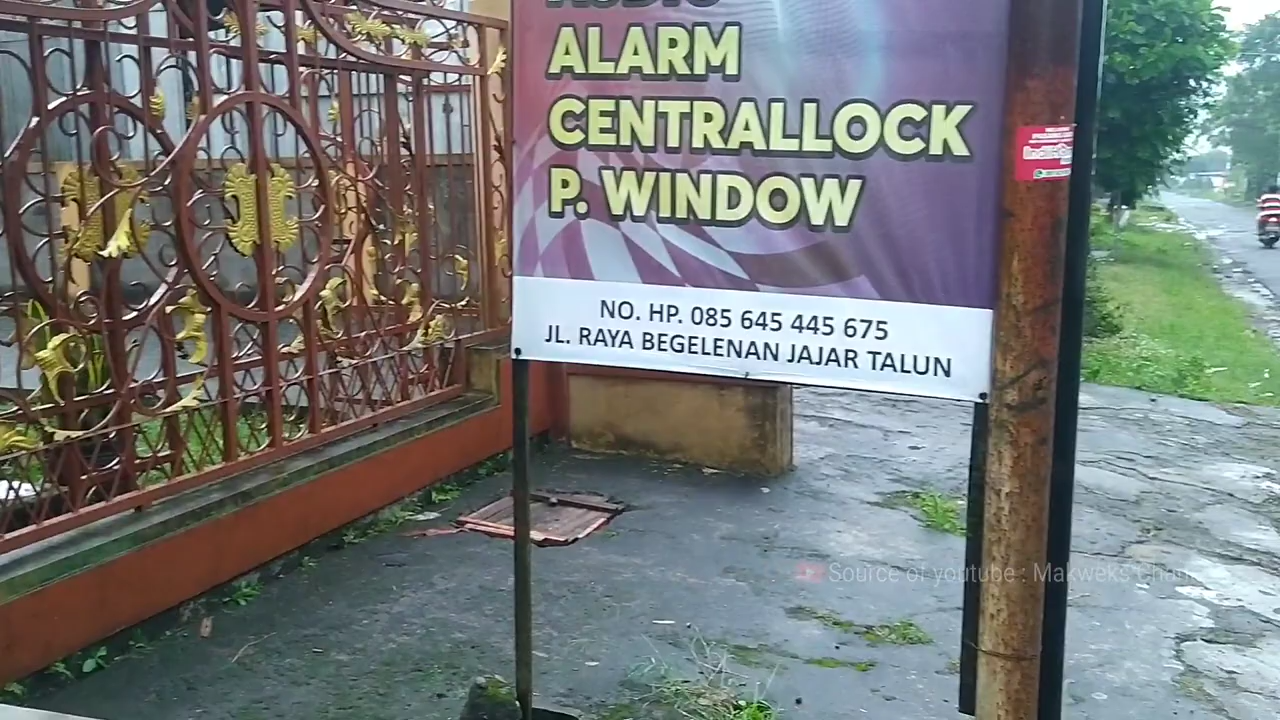 AUDIO
ALARM
CENTRALLOCK
P. WINDOW
NO. HP. 085 645 445 675
JL. RAYA BEGELENAN JAJAR TALUN
Source of youtube : Makweks Chan